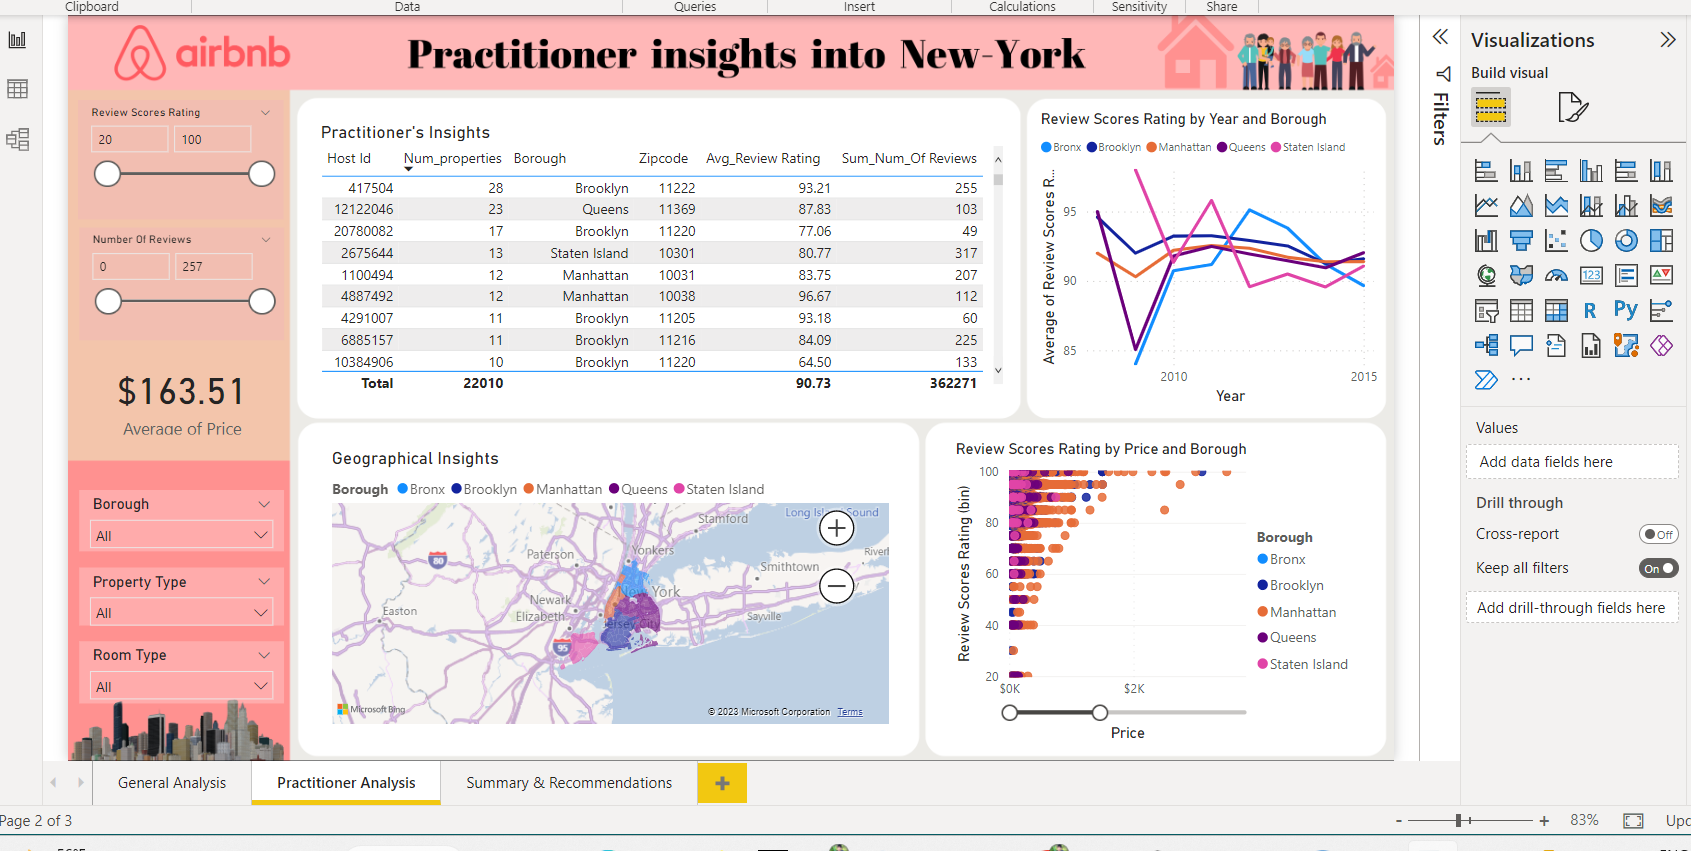 Clipboard Data Queries Insert Calculations Sensitivity Share
airbnb
Practitioner insights into New-York
Review Scores Rating
20 100
Number Of Reviews
0 257
$163.51
Average of Price
Borough
All
Property Type
All
Room Type
All
Practitioner's Insights
Host Id Num_properties Borough Zipcode Avg_Review Rating Sum_Num_Of Reviews
417504 28 Brooklyn 11222 93.21 255
12122046 23 Queens 11369 87.83 103
20780082 17 Brooklyn 11220 77.06 49
2675644 13 Staten Island 10301 80.77 317
1100494 12 Manhattan 10031 83.75 207
4887492 12 Manhattan 10038 96.67 112
4291007 11 Brooklyn 11205 93.18 60
6885157 11 Brooklyn 11216 84.09 225
10384906 10 Brooklyn 11220 64.50 133
Total 22010 90.73 362271
Review Scores Rating by Year and Borough
Bronx Brooklyn Manhattan Queens Staten Island
Average of Review Scores R...
95
90
85
2010 2015
Year
Geographical Insights
Borough Bronx Brooklyn Manhattan Queens Staten Island
Stamford
Long Island Sound
Paterson
Yonkers
80
Smithtown
Newark
New York
Easton
Elizabeth
Jersey City
Sayville
95
Microsoft Bing
© 2023 Microsoft Corporation Terms
Review Scores Rating by Price and Borough
Review Scores Rating (bin)
100
80
60
40
20
$0K $2K
Price
Borough
Bronx
Brooklyn
Manhattan
Queens
Staten Island
Filters
Visualizations
Build visual
123
R Py
...
Values
Add data fields here
Drill through
Cross-report Off
Keep all filters On
Add drill-through fields here
General Analysis Practitioner Analysis Summary & Recommendations +
Page 2 of 3
- + 83%